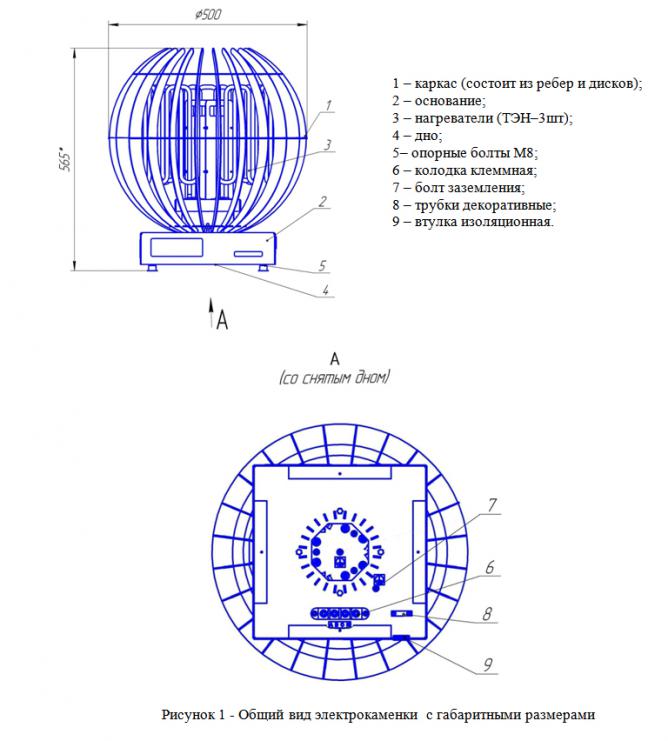 ⌀500
565*
1
3
2
5
4
А
1 – каркас (состоит из ребер и дисков);
2 – основание;
3 – нагреватели (ТЭН–3шт);
4 – дно;
5– опорные болты М8;
6 – колодка клеммная;
7 – болт заземления;
8 – трубки декоративные;
9 – втулка изоляционная.
А
(со снятым дном)
7
6
8
9
Рисунок 1 - Общий вид электрокаменки с габаритными размерами